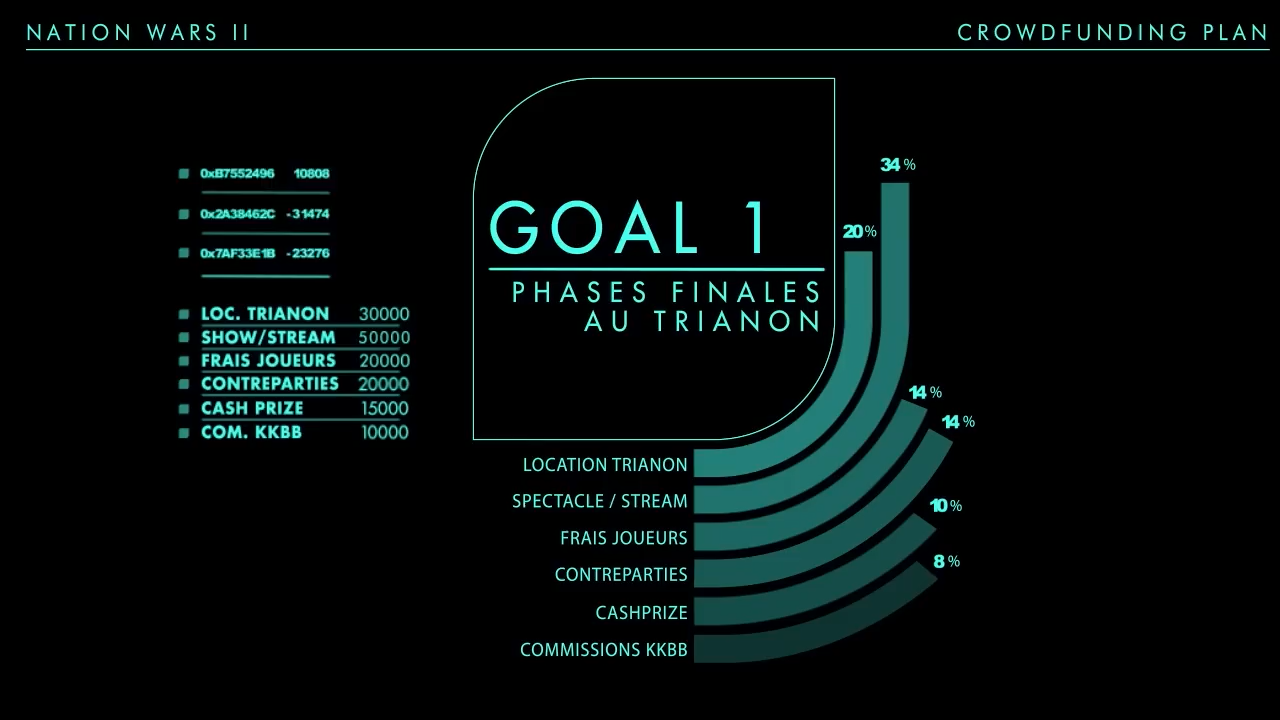 NATION WARS II
CROWDFUNDING PLAN
0xB7552496 10808
0x2A38462C -31474
0x7AF33E1B -23276
LOC. TRIANON 30000
SHOW/STREAM 50000
FRAIS JOUEURS 20000
CONTREPARTIES 20000
CASH PRIZE 15000
COM. KKBB 10000
GOAL 1
PHASES FINALES
AU TRIANON
34 %
20 %
14 %
14 %
10 %
8 %
LOCATION TRIANON
SPECTACLE / STREAM
FRAIS JOUEURS
CONTREPARTIES
CASHPRIZE
COMMISSIONS KKBB